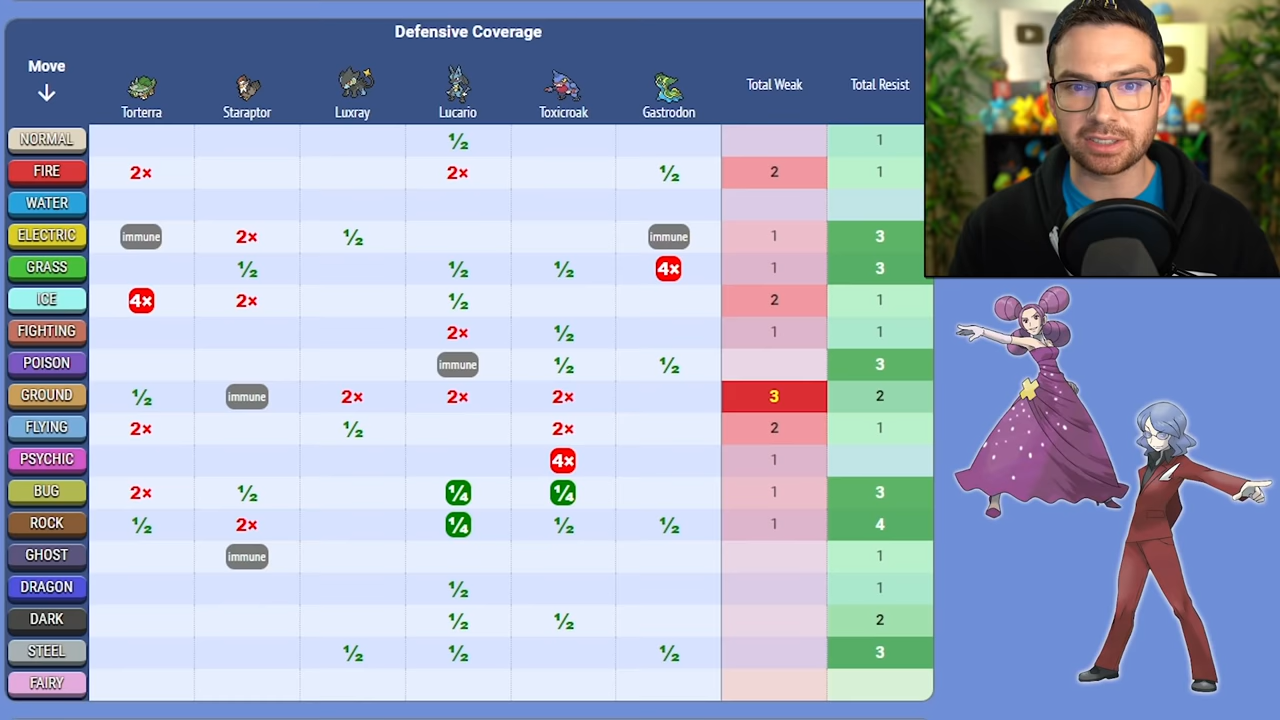 Defensive Coverage
Move
↓
Torterra Staraptor Luxray Lucario Toxicroak Gastrodon Total Weak Total Resist
NORMAL ½ 1
FIRE 2× 2× ½ 2 1
WATER
ELECTRIC immune 2× ½ immune 1 3
GRASS ½ ½ ½ 4× 1 3
ICE 4× 2× ½ 2 1
FIGHTING 2× ½ 1 1
POISON immune ½ ½ 3
GROUND ½ immune 2× 2× 2× 3 2
FLYING 2× ½ 2× 2 1
PSYCHIC 4× 1
BUG 2× ½ ¼ ¼ 1 3
ROCK ½ 2× ¼ ½ ½ 1 4
GHOST immune 1
DRAGON ½ 1
DARK ½ ½ 2
STEEL ½ ½ ½ 3
FAIRY